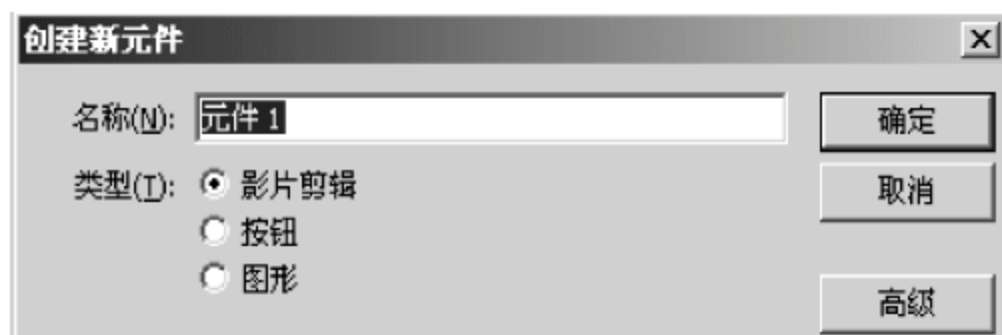 创建新元件
名称(N): 元件 1
确定
类型(T): 影片剪辑
取消
按钮
图形
高级